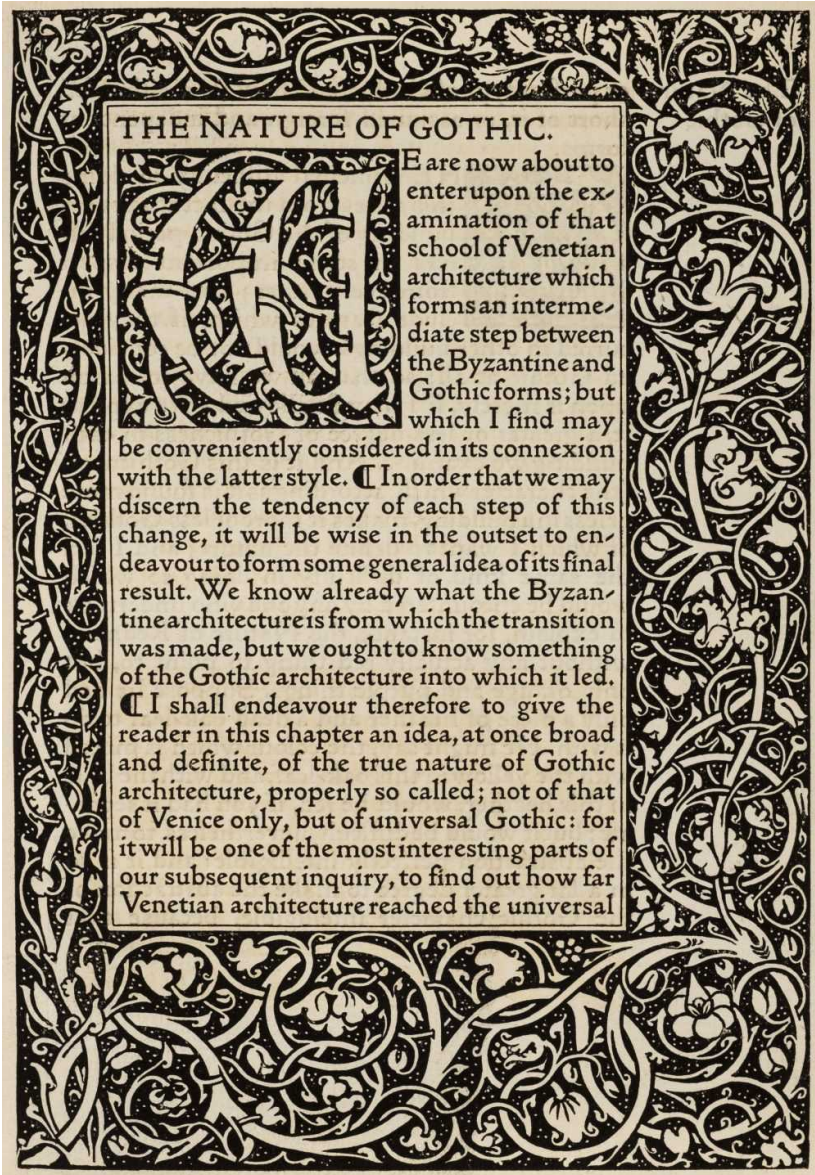 THE NATURE OF GOTHIC.
WE are now about to
enter upon the ex-
amination of that
school of Venetian
architecture which
forms an interme-
diate step between
the Byzantine and
Gothic forms; but
which I find may
be conveniently considered in its connexion
with the latter style. ❡ In order that we may
discern the tendency of each step of this
change, it will be wise in the outset to en-
deavour to form some general idea of its final
result. We know already what the Byzan-
tine architecture is from which the transition
was made, but we ought to know something
of the Gothic architecture into which it led.
❡ I shall endeavour therefore to give the
reader in this chapter an idea, at once broad
and definite, of the true nature of Gothic
architecture, properly so called; not of that
of Venice only, but of universal Gothic: for
it will be one of the most interesting parts of
our subsequent inquiry, to find out how far
Venetian architecture reached the universal